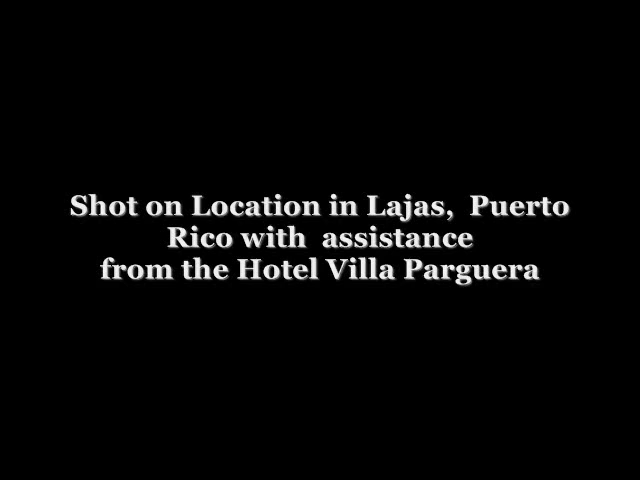 Shot on Location in Lajas,  Puerto
Rico with  assistance
from the Hotel Villa Parguera